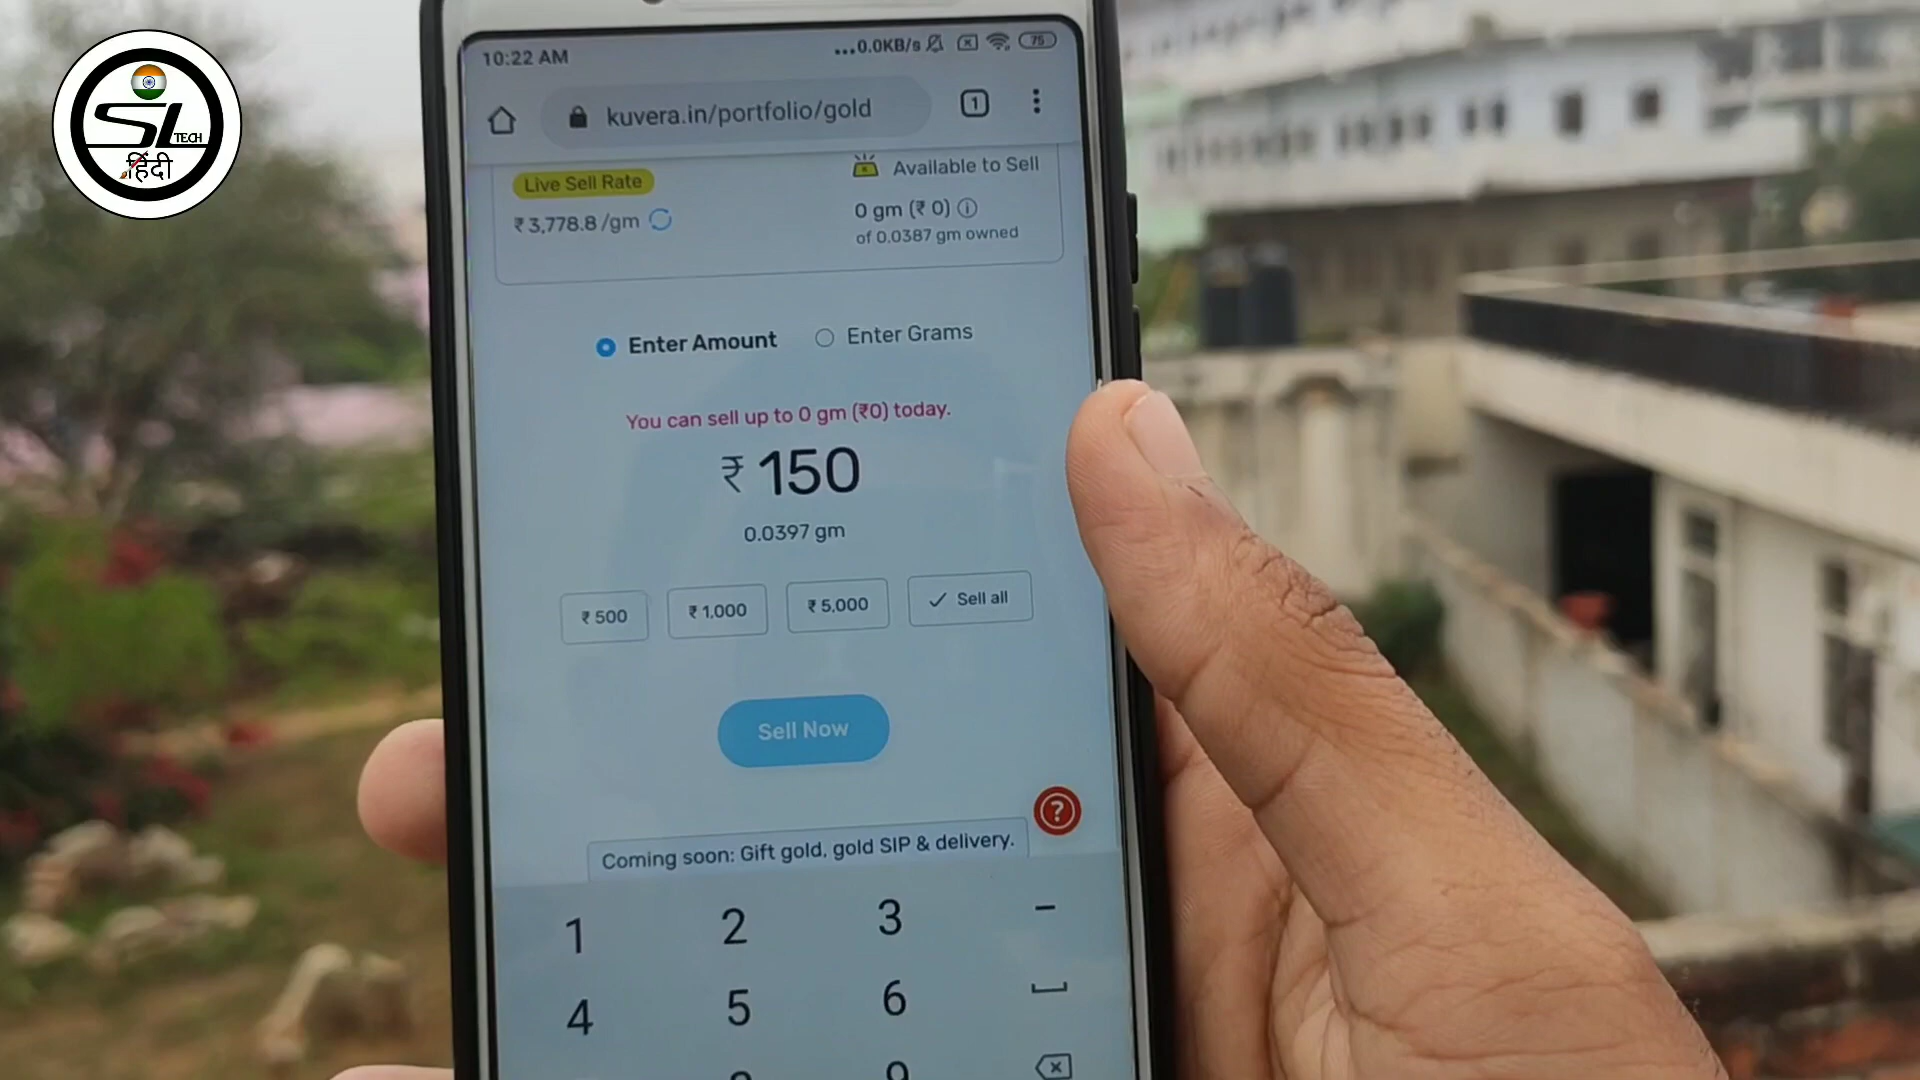 SL
TECH
हिंदी
10:22 AM
...0.0KB/s
75
kuvera.in/portfolio/gold
1
Live Sell Rate
Available to Sell
₹ 3,778.8 /gm
0 gm (₹ 0)
of 0.0387 gm owned
Enter Amount
Enter Grams
You can sell up to 0 gm (₹0) today.
₹ 150
0.0397 gm
₹ 500
₹ 1,000
₹ 5,000
Sell all
Sell Now
?
Coming soon: Gift gold, gold SIP & delivery.
1 2 3 -
4 5 6